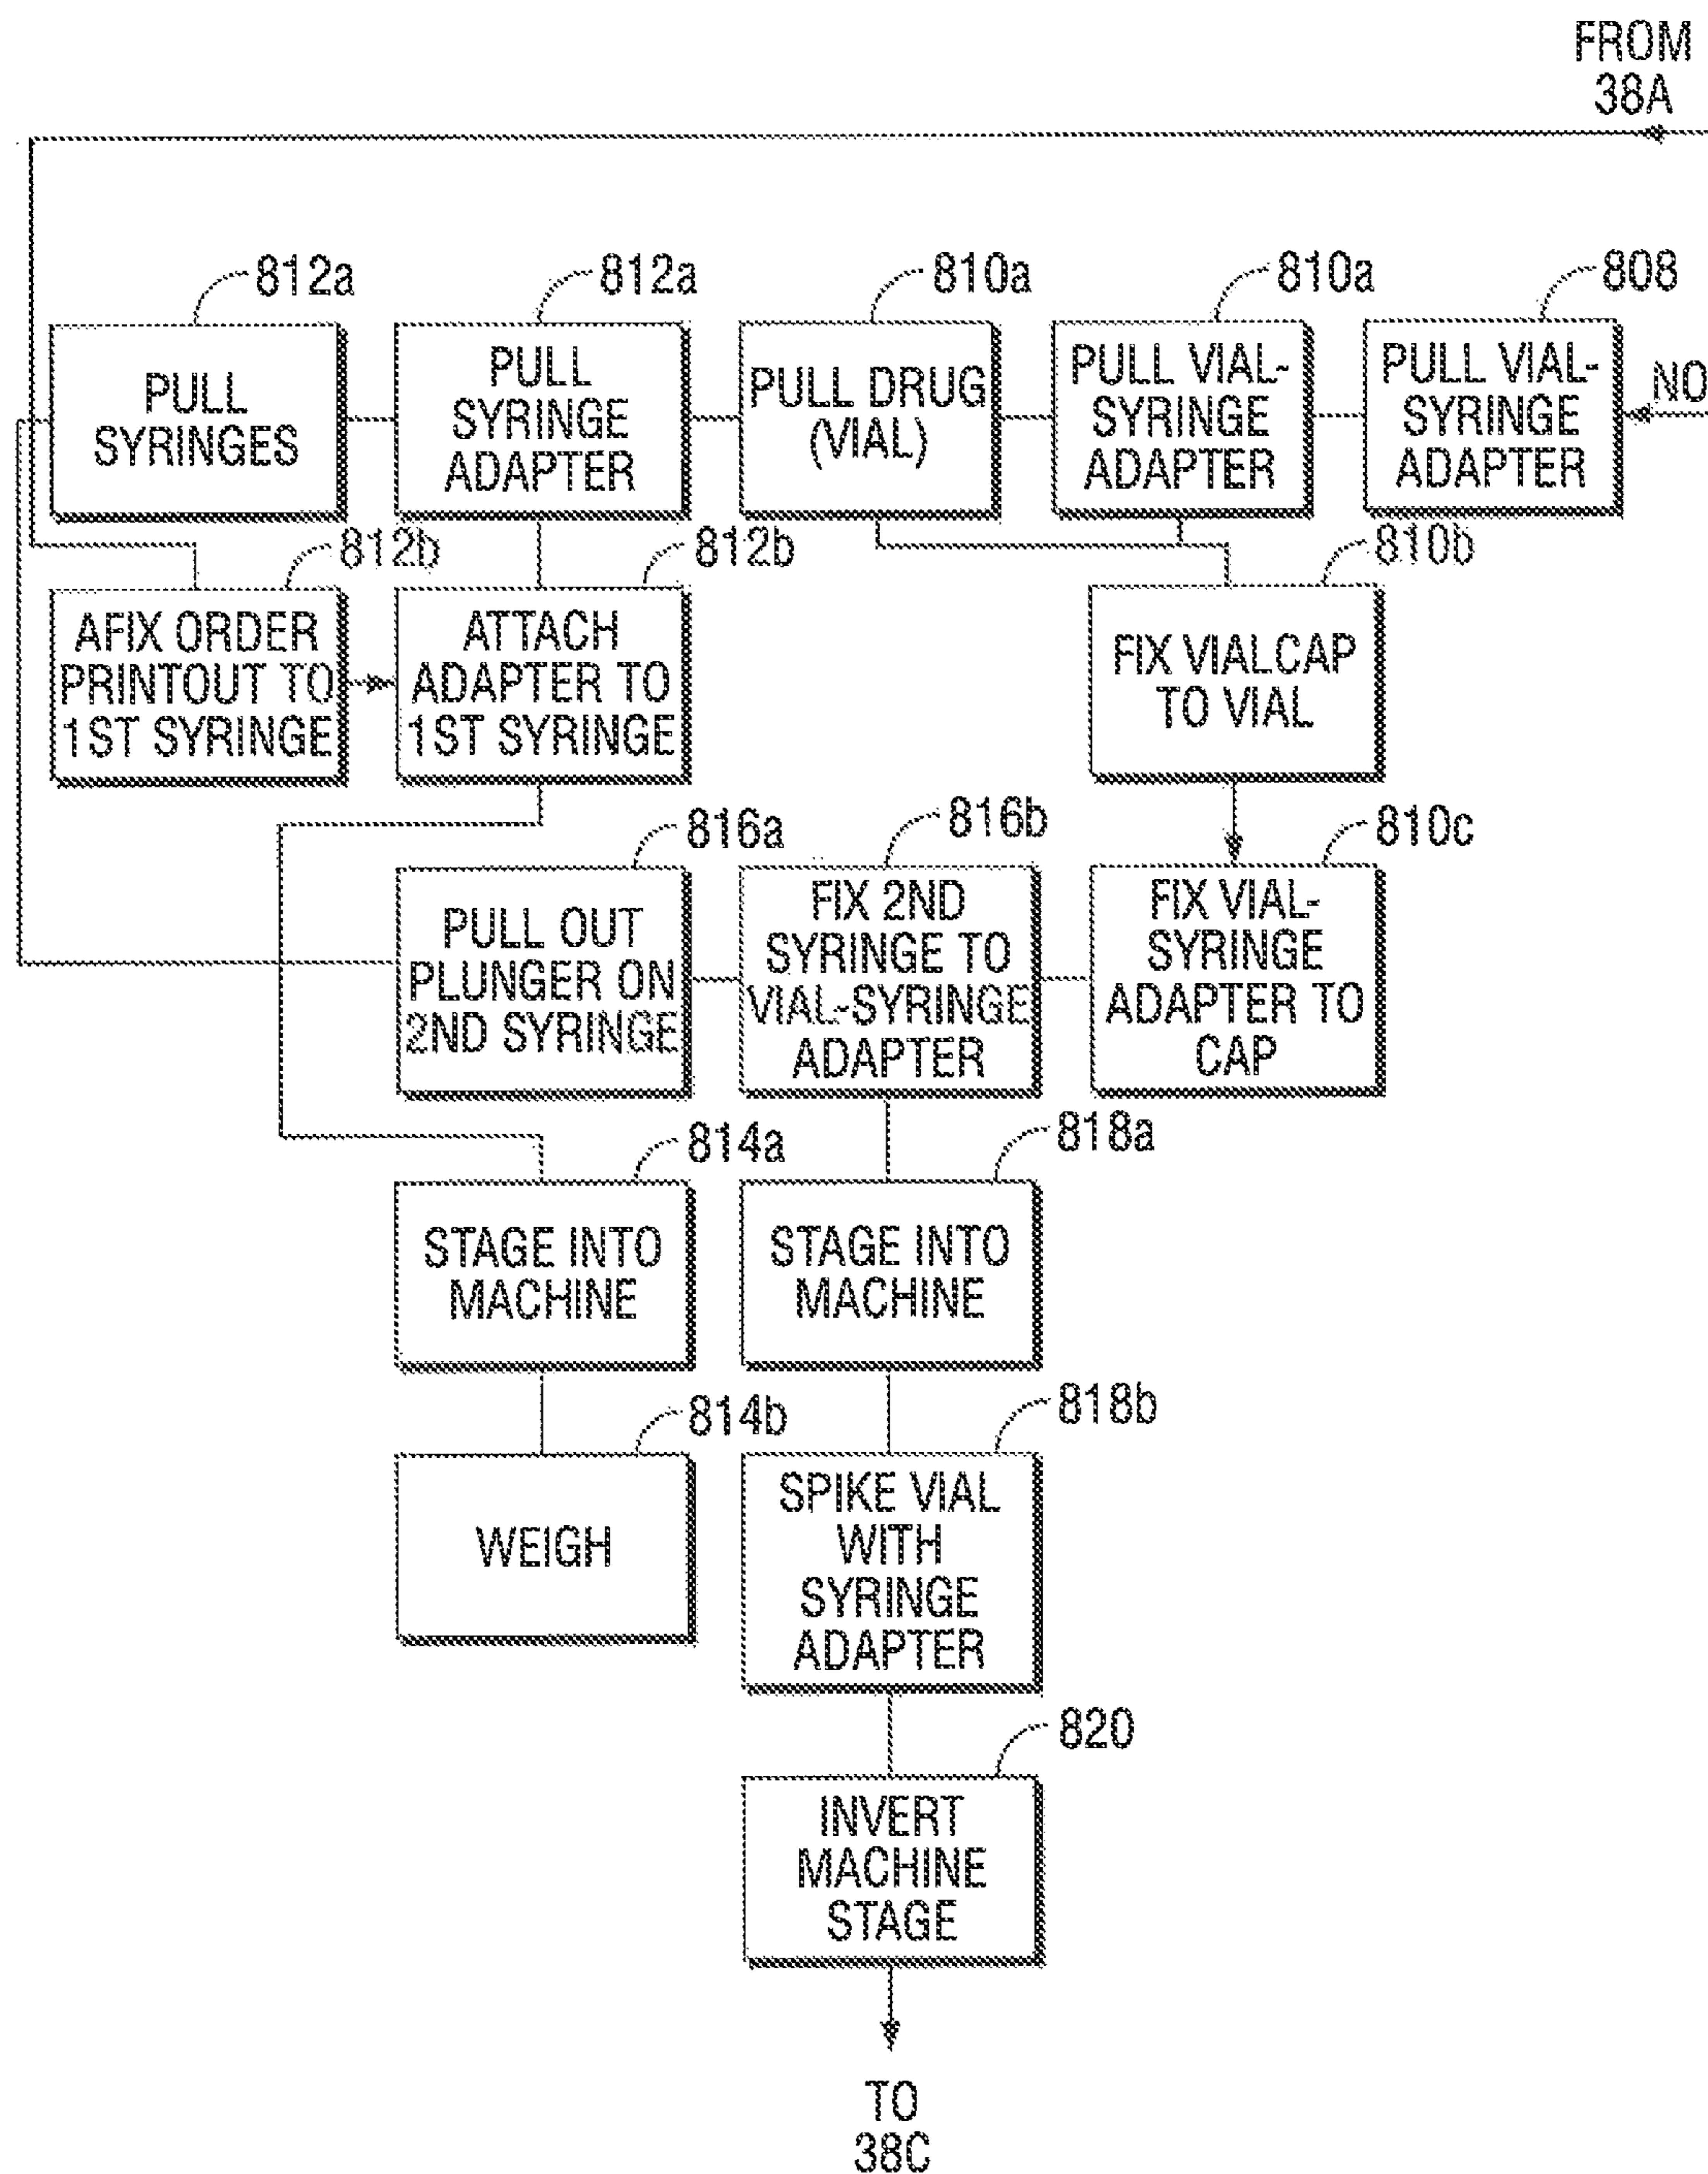 FROM
38A
812a
812a
810a
810a
808
PULL
SYRINGES
PULL
SYRINGE
ADAPTER
PULL DRUG
(VIAL)
PULL VIAL-
SYRINGE
ADAPTER
PULL VIAL-
SYRINGE
ADAPTER
NO
812b
812b
810b
AFIX ORDER
PRINTOUT TO
1ST SYRINGE
ATTACH
ADAPTER TO
1ST SYRINGE
FIX VIALCAP
TO VIAL
816a
816b
810c
PULL OUT
PLUNGER ON
2ND SYRINGE
FIX 2ND
SYRINGE TO
VIAL-SYRINGE
ADAPTER
FIX VIAL-
SYRINGE
ADAPTER TO
CAP
814a
818a
STAGE INTO
MACHINE
STAGE INTO
MACHINE
814b
818b
WEIGH
SPIKE VIAL
WITH
SYRINGE
ADAPTER
820
INVERT
MACHINE
STAGE
TO
38C